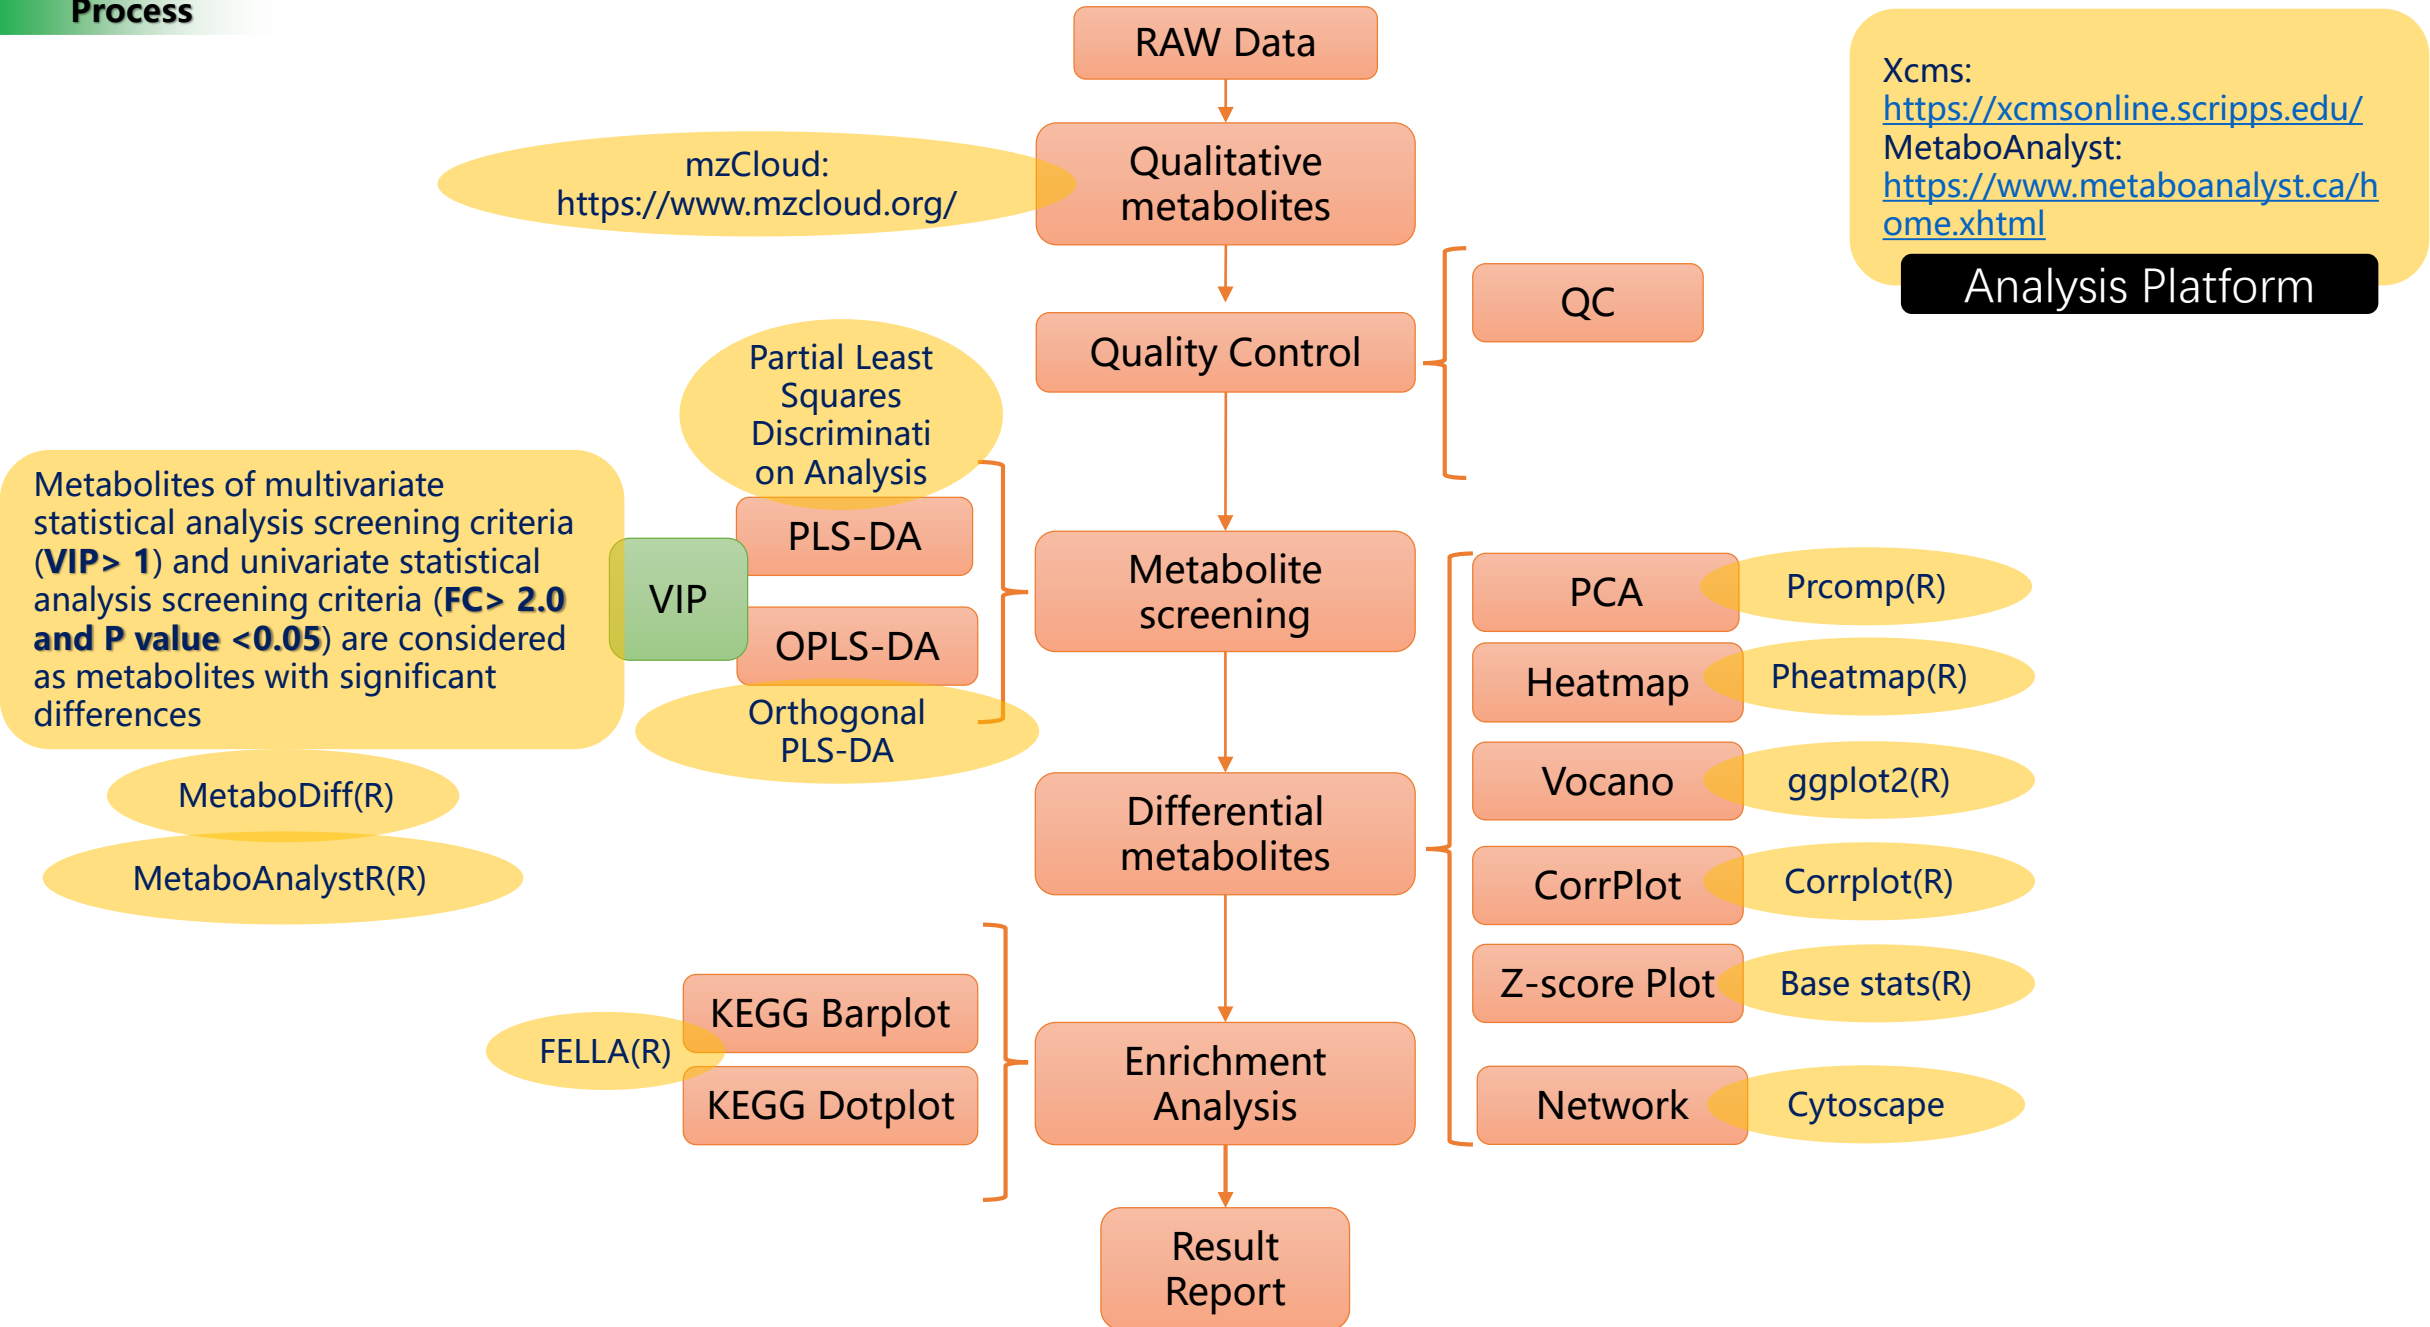 Process
RAW Data
Xcms:
https://xcmsonline.scripps.edu/
MetaboAnalyst:
https://www.metaboanalyst.ca/h
ome.xhtml
Analysis Platform
mzCloud:
https://www.mzcloud.org/
Qualitative
metabolites
QC
Quality Control
Partial Least
Squares
Discriminati
on Analysis
Metabolites of multivariate
statistical analysis screening criteria
(VIP> 1) and univariate statistical
analysis screening criteria (FC> 2.0
and P value <0.05) are considered
as metabolites with significant
differences
VIP
PLS-DA
OPLS-DA
Orthogonal
PLS-DA
Metabolite
screening
PCA
Prcomp(R)
Heatmap
Pheatmap(R)
MetaboDiff(R)
MetaboAnalystR(R)
Differential
metabolites
Vocano
ggplot2(R)
CorrPlot
Corrplot(R)
Z-score Plot
Base stats(R)
Network
Cytoscape
FELLA(R)
KEGG Barplot
KEGG Dotplot
Enrichment
Analysis
Result
Report